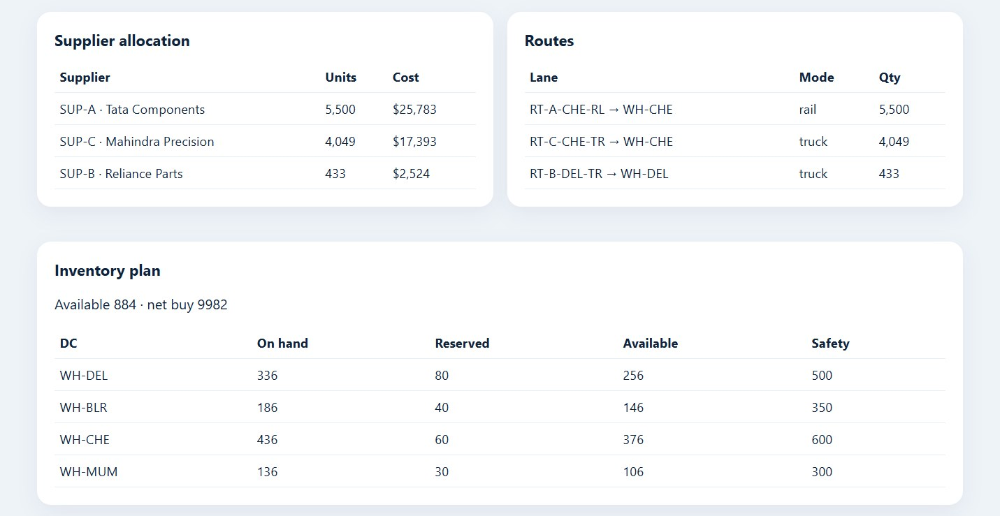 Supplier allocation
Supplier Units Cost
SUP-A · Tata Components 5,500 $25,783
SUP-C · Mahindra Precision 4,049 $17,393
SUP-B · Reliance Parts 433 $2,524
Routes
Lane Mode Qty
RT-A-CHE-RL → WH-CHE rail 5,500
RT-C-CHE-TR → WH-CHE truck 4,049
RT-B-DEL-TR → WH-DEL truck 433
Inventory plan
Available 884 · net buy 9982
DC On hand Reserved Available Safety
WH-DEL 336 80 256 500
WH-BLR 186 40 146 350
WH-CHE 436 60 376 600
WH-MUM 136 30 106 300